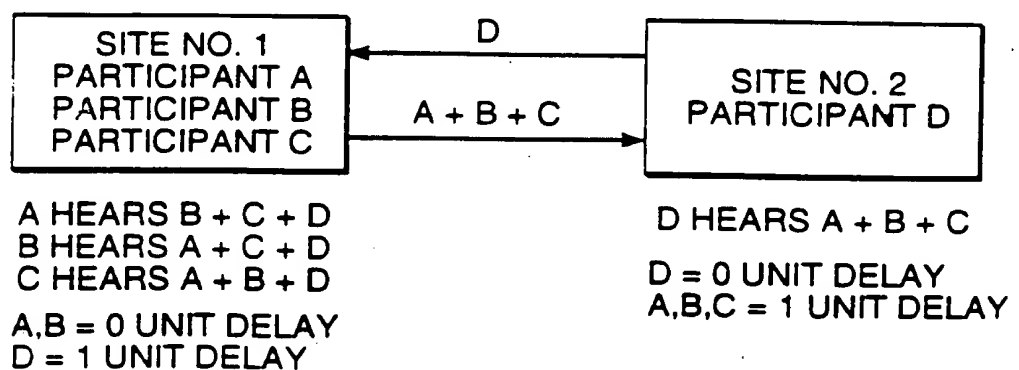 SITE NO. 1
PARTICIPANT A
PARTICIPANT B
PARTICIPANT C
D
A + B + C
SITE NO. 2
PARTICIPANT D
A HEARS B + C + D
B HEARS A + C + D
C HEARS A + B + D
A,B = 0 UNIT DELAY
D = 1 UNIT DELAY
D HEARS A + B + C
D = 0 UNIT DELAY
A,B,C = 1 UNIT DELAY